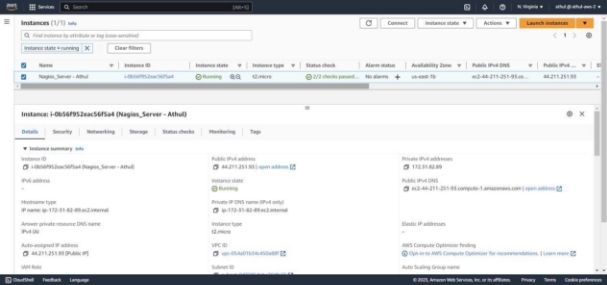 Services
Search
[Alt+S]
N. Virginia
athul @ athul-aws-2
Instances (1/1) Info
Connect
Instance state
Actions
Launch instances
Find Instance by attribute or tag (case-sensitive)
Instance state = running X
Clear filters
< 1 >
Name
Instance ID
Instance state
Instance type
Status check
Alarm status
Availability Zone
Public IPv4 DNS
Public IPv4 ...
Nagios_Server - Athul
i-0b56f952eac56f5a4
Running
t2.micro
2/2 checks passed...
No alarms +
us-east-1b
ec2-44-211-251-93.co...
44.211.251.93
Instance: i-0b56f952eac56f5a4 (Nagios_Server - Athul)
Details
Security
Networking
Storage
Status checks
Monitoring
Tags
Instance summary Info
Instance ID
i-0b56f952eac56f5a4 (Nagios_Server - Athul)
Public IPv4 address
44.211.251.93 | open address
Private IPv4 addresses
172.31.82.89
IPv6 address
–
Instance state
Running
Public IPv4 DNS
ec2-44-211-251-93.compute-1.amazonaws.com | open address
Hostname type
IP name: ip-172-31-82-89.ec2.internal
Private IP DNS name (IPv4 only)
ip-172-31-82-89.ec2.internal
Answer private resource DNS name
IPv4 (A)
Instance type
t2.micro
Elastic IP addresses
–
Auto-assigned IP address
44.211.251.93 [Public IP]
VPC ID
AWS Compute Optimizer finding
Opt-in to AWS Compute Optimizer for recommendations. | Learn more
IAM Role
Subnet ID
Auto Scaling Group name
CloudShell
Feedback
Language
© 2023, Amazon Web Services, Inc. or its affiliates.
Privacy
Terms
Cookie preferences